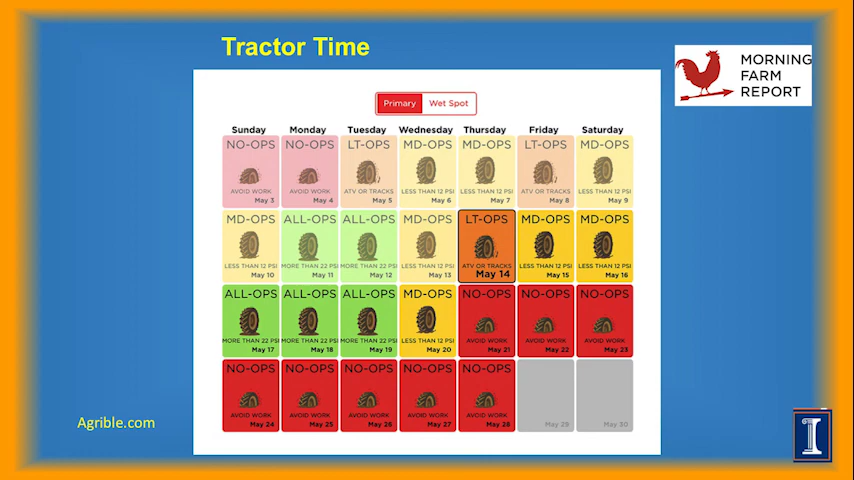 Tractor Time
MORNING
FARM
REPORT
Primary Wet Spot
Sunday Monday Tuesday Wednesday Thursday Friday Saturday
NO-OPS NO-OPS LT-OPS MD-OPS MD-OPS LT-OPS MD-OPS
AVOID WORK AVOID WORK ATV OR TRACKS LESS THAN 12 PSI LESS THAN 12 PSI ATV OR TRACKS LESS THAN 12 PSI
May 3 May 4 May 5 May 6 May 7 May 8 May 9
MD-OPS ALL-OPS ALL-OPS MD-OPS LT-OPS MD-OPS MD-OPS
LESS THAN 12 PSI MORE THAN 22 PSI MORE THAN 22 PSI LESS THAN 12 PSI ATV OR TRACKS LESS THAN 12 PSI LESS THAN 12 PSI
May 10 May 11 May 12 May 13 May 14 May 15 May 16
ALL-OPS ALL-OPS ALL-OPS MD-OPS NO-OPS NO-OPS NO-OPS
MORE THAN 22 PSI MORE THAN 22 PSI MORE THAN 22 PSI LESS THAN 12 PSI AVOID WORK AVOID WORK AVOID WORK
May 17 May 18 May 19 May 20 May 21 May 22 May 23
NO-OPS NO-OPS NO-OPS NO-OPS NO-OPS
AVOID WORK AVOID WORK AVOID WORK AVOID WORK AVOID WORK
May 24 May 25 May 26 May 27 May 28 May 29 May 30
Agrible.com
I